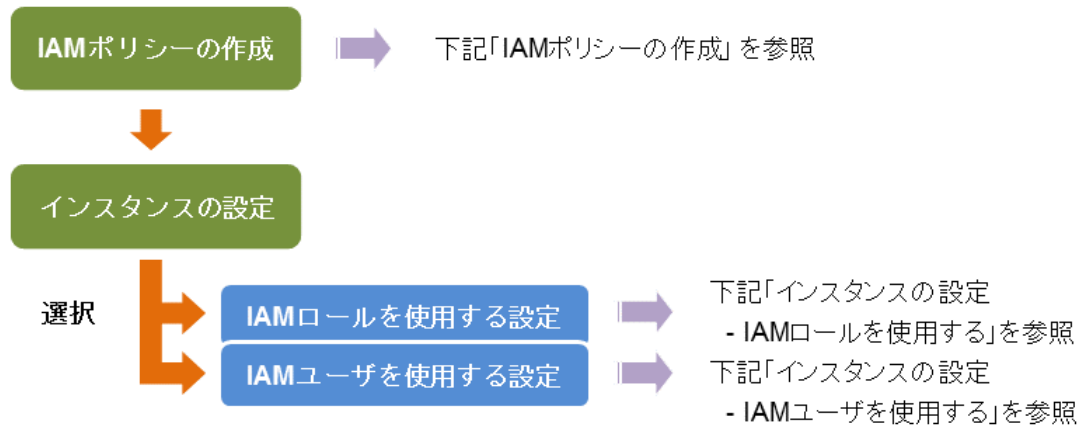 IAMポリシーの作成
下記「IAMポリシーの作成」を参照
インスタンスの設定
選択
IAMロールを使用する設定
下記「インスタンスの設定
- IAMロールを使用する」を参照
IAMユーザを使用する設定
下記「インスタンスの設定
- IAMユーザを使用する」を参照